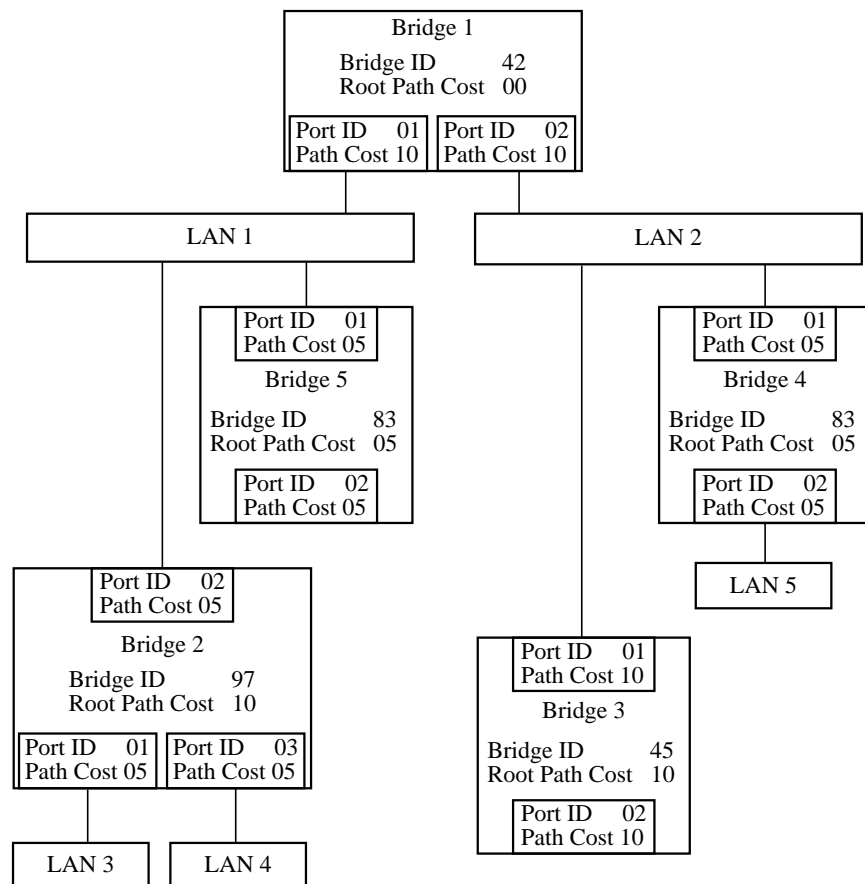 Bridge 1
Bridge ID 42
Root Path Cost 00
Port ID 01
Path Cost 10
Port ID 02
Path Cost 10
LAN 1
LAN 2
Port ID 01
Path Cost 05
Bridge 5
Bridge ID 83
Root Path Cost 05
Port ID 02
Path Cost 05
Port ID 01
Path Cost 05
Bridge 4
Bridge ID 83
Root Path Cost 05
Port ID 02
Path Cost 05
LAN 5
Port ID 02
Path Cost 05
Bridge 2
Bridge ID 97
Root Path Cost 10
Port ID 01
Path Cost 05
Port ID 03
Path Cost 05
LAN 3
LAN 4
Port ID 01
Path Cost 10
Bridge 3
Bridge ID 45
Root Path Cost 10
Port ID 02
Path Cost 10